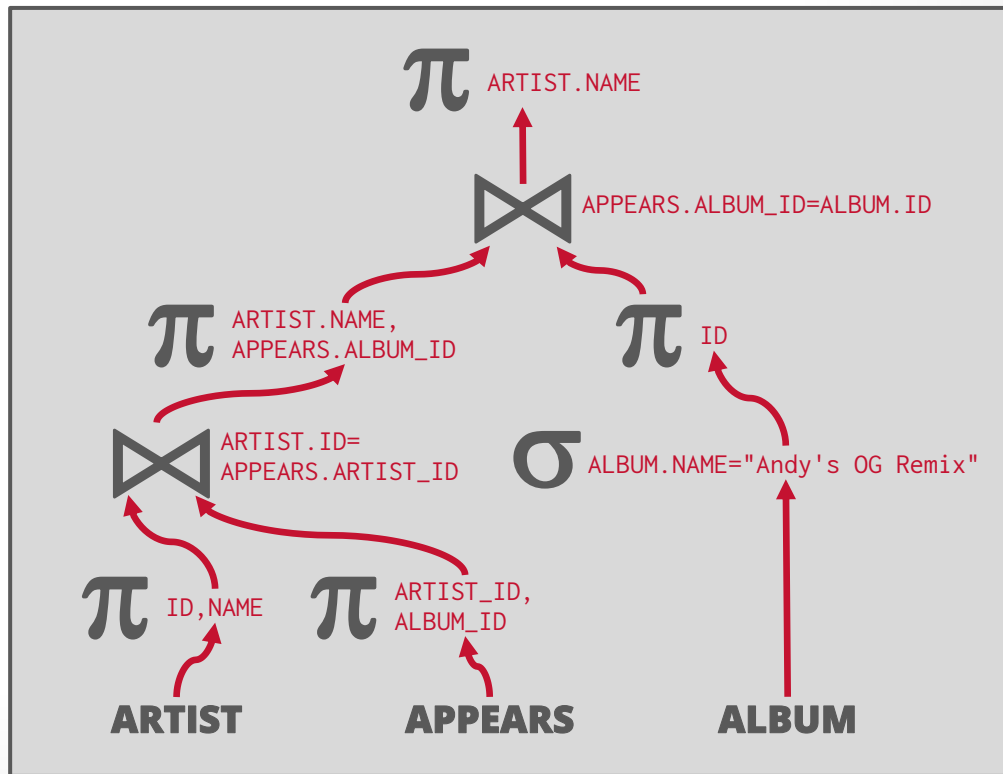 π ARTIST.NAME
⋈ APPEARS.ALBUM_ID=ALBUM.ID
π ARTIST.NAME,
APPEARS.ALBUM_ID
π ID
⋈ ARTIST.ID=
APPEARS.ARTIST_ID
σ ALBUM.NAME="Andy's OG Remix"
π ID,NAME
π ARTIST_ID,
ALBUM_ID
ARTIST
APPEARS
ALBUM